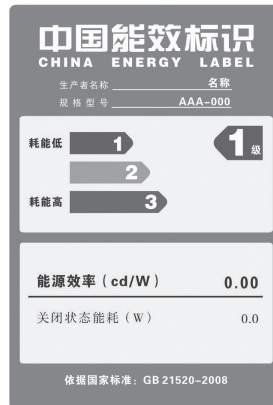 中国能效标识
CHINA ENERGY LABEL
生产者名称 名称
规格型号 AAA-000
耗能低 1 1级
2
耗能高 3
能源效率（cd/W） 0.00
关闭状态能耗（W） 0.0
依据国家标准：GB 21520-2008